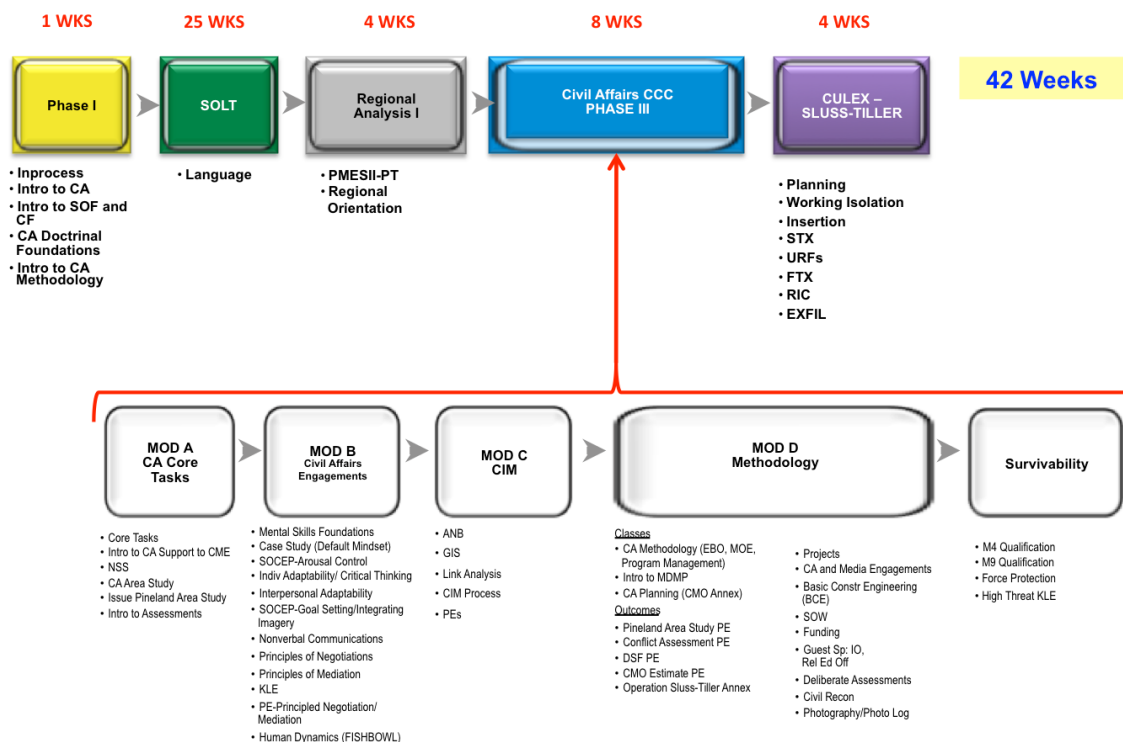 1 WKS
25 WKS
4 WKS
8 WKS
4 WKS
42 Weeks
Phase I
SOLT
Regional
Analysis I
Civil Affairs CCC
PHASE III
CULEX –
SLUSS-TILLER
• Inprocess
• Intro to CA
• Intro to SOF and
CF
• CA Doctrinal
Foundations
• Intro to CA
Methodology
• Language
• PMESII-PT
• Regional
Orientation
• Planning
• Working Isolation
• Insertion
• STX
• URFs
• FTX
• RIC
• EXFIL
MOD A
CA Core
Tasks
MOD B
Civil Affairs
Engagements
MOD C
CIM
MOD D
Methodology
Survivability
• Core Tasks
• Intro to CA Support to CME
• NSS
• CA Area Study
• Issue Pineland Area Study
• Intro to Assessments
• Mental Skills Foundations
• Case Study (Default Mindset)
• SOCEP-Arousal Control
• Indiv Adaptability/ Critical Thinking
• Interpersonal Adaptability
• SOCEP-Goal Setting/Integrating
Imagery
• Nonverbal Communications
• Principles of Negotiations
• Principles of Mediation
• KLE
• PE-Principled Negotiation/
Mediation
• Human Dynamics (FISHBOWL)
• ANB
• GIS
• Link Analysis
• CIM Process
• PEs
Classes
• CA Methodology (EBO, MOE,
Program Management)
• Intro to MDMP
• CA Planning (CMO Annex)
Outcomes
• Pineland Area Study PE
• Conflict Assessment PE
• DSF PE
• CMO Estimate PE
• Operation Sluss-Tiller Annex
• Projects
• CA and Media Engagements
• Basic Constr Engineering
(BCE)
• SOW
• Funding
• Guest Sp: IO,
Rel Ed Off
• Deliberate Assessments
• Civil Recon
• Photography/Photo Log
• M4 Qualification
• M9 Qualification
• Force Protection
• High Threat KLE